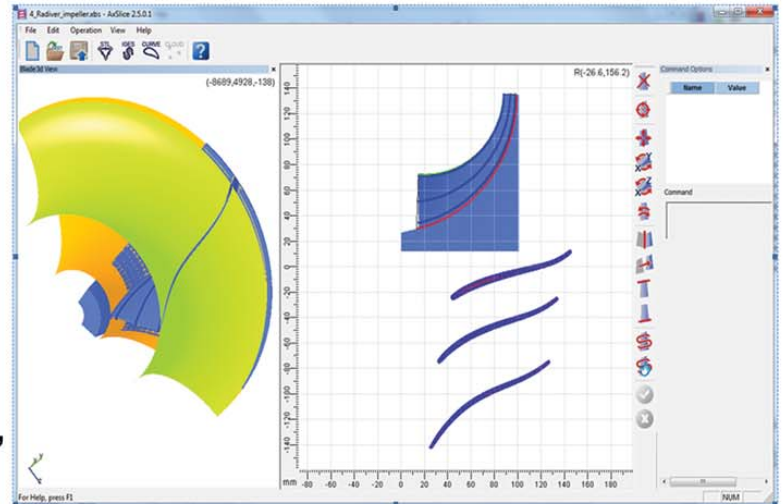 4_Radiver_impeller.xbs - AxSlice 2.5.0.1
File Edit Operation View Help
STL IGES CURVE CLOUD ?
Blade3d View x
(-8689,4928,-138)
R(-26.6,156.2)
Command Options x
Name Value
Command
140
120
100
80
60
40
20
0
-20
-40
-60
-80
-100
-120
-140
mm -80 -60 -40 -20 0 20 40 60 80 100 120 140 160 180
y
x
For Help, press F1
NUM